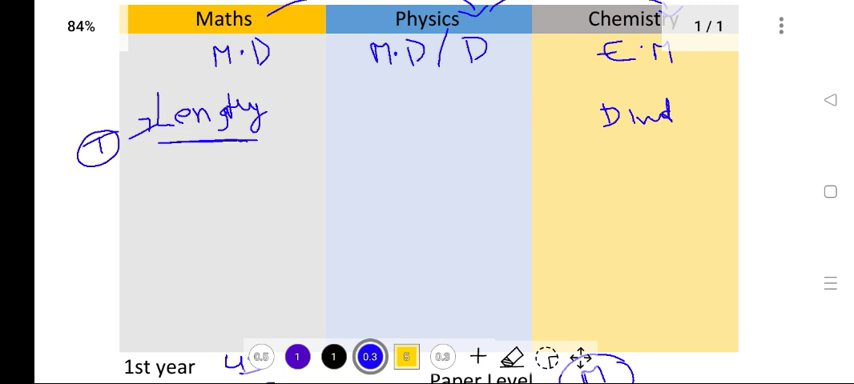 84%
Maths Physics Chemistry
1 / 1
M.D M.D / D E.M
Lengthy
T
1st year
0.5 1 1 0.3 5 0.3
Paper Level M